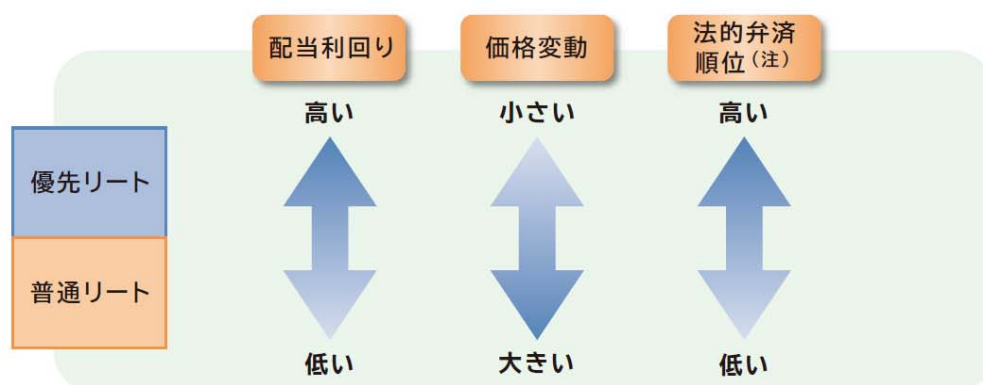 配当利回り
価格変動
法的弁済
順位(注)
高い
小さい
高い
優先リート
普通リート
低い
大きい
低い